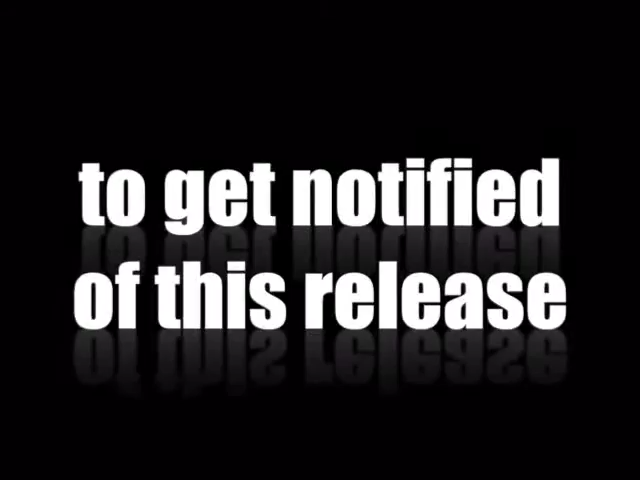 to get notified
of this release